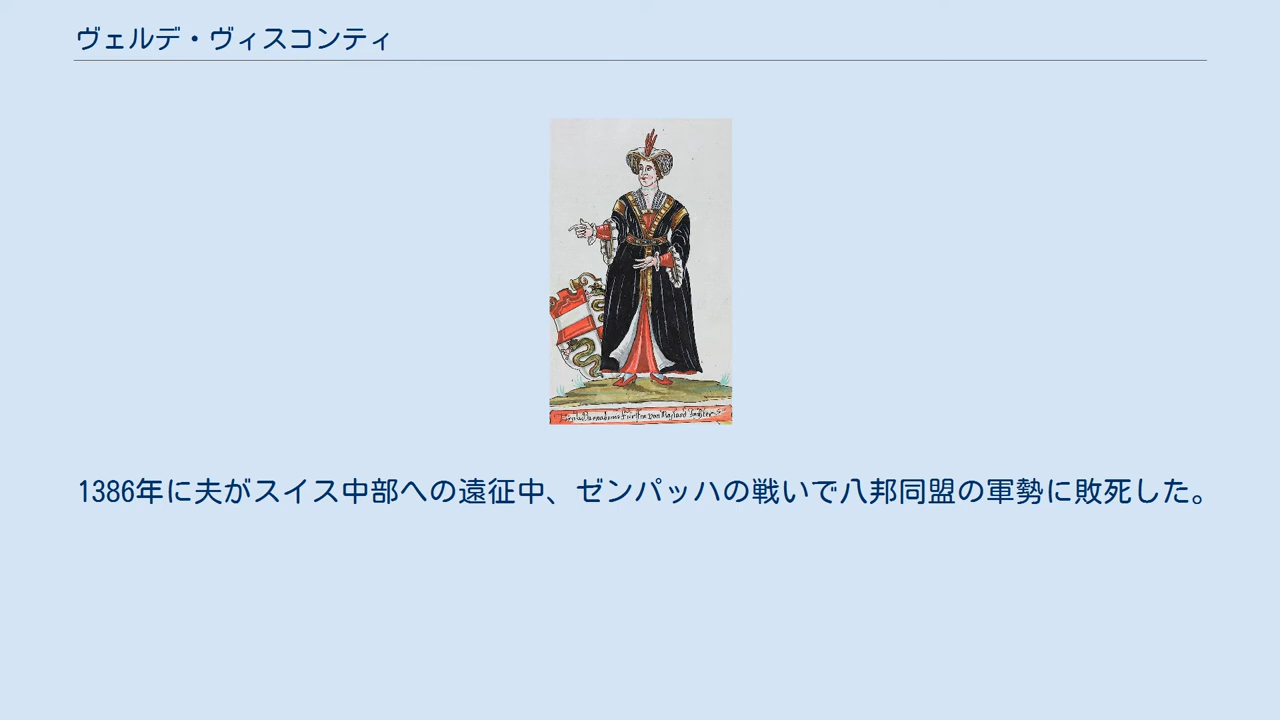 ヴェルデ・ヴィスコンティ
von Mayland
1386年に夫がスイス中部への遠征中、ゼンパッハの戦いで八邦同盟の軍勢に敗死した。